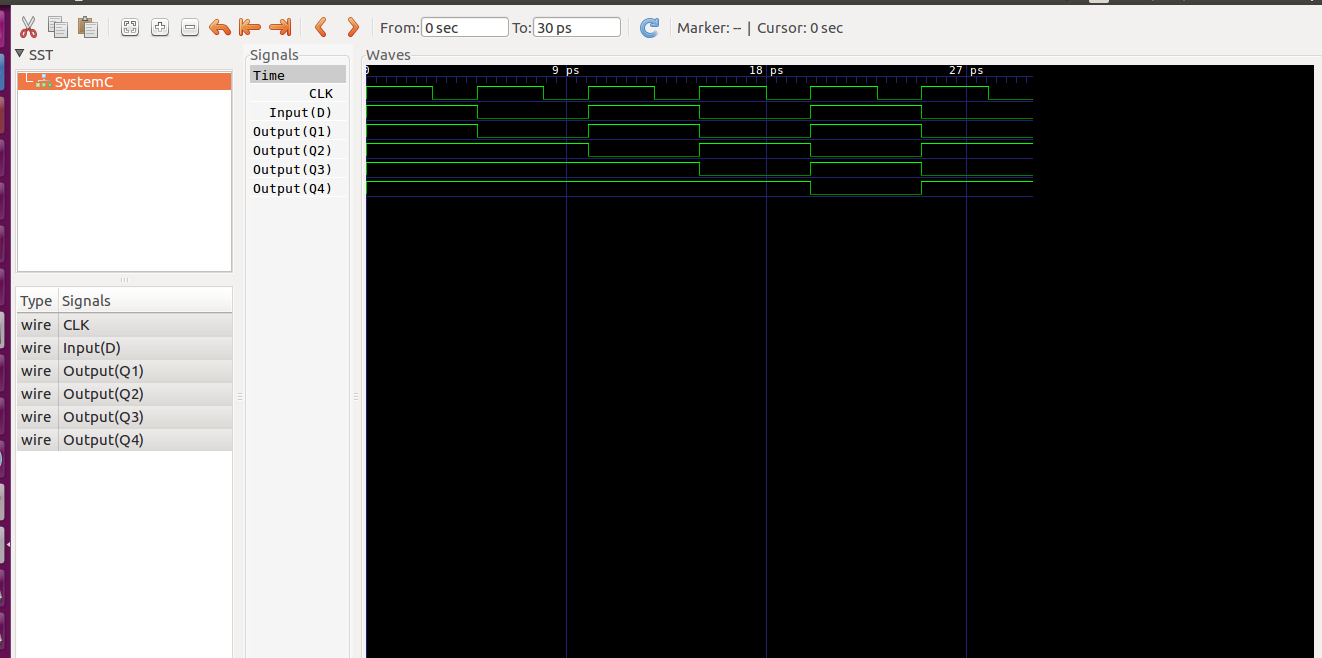 From: 0 sec To: 30 ps Marker: -- | Cursor: 0 sec
SST
SystemC
Type Signals
wire CLK
wire Input(D)
wire Output(Q1)
wire Output(Q2)
wire Output(Q3)
wire Output(Q4)
Signals
Time
CLK
Input(D)
Output(Q1)
Output(Q2)
Output(Q3)
Output(Q4)
Waves
0 9 ps 18 ps 27 ps